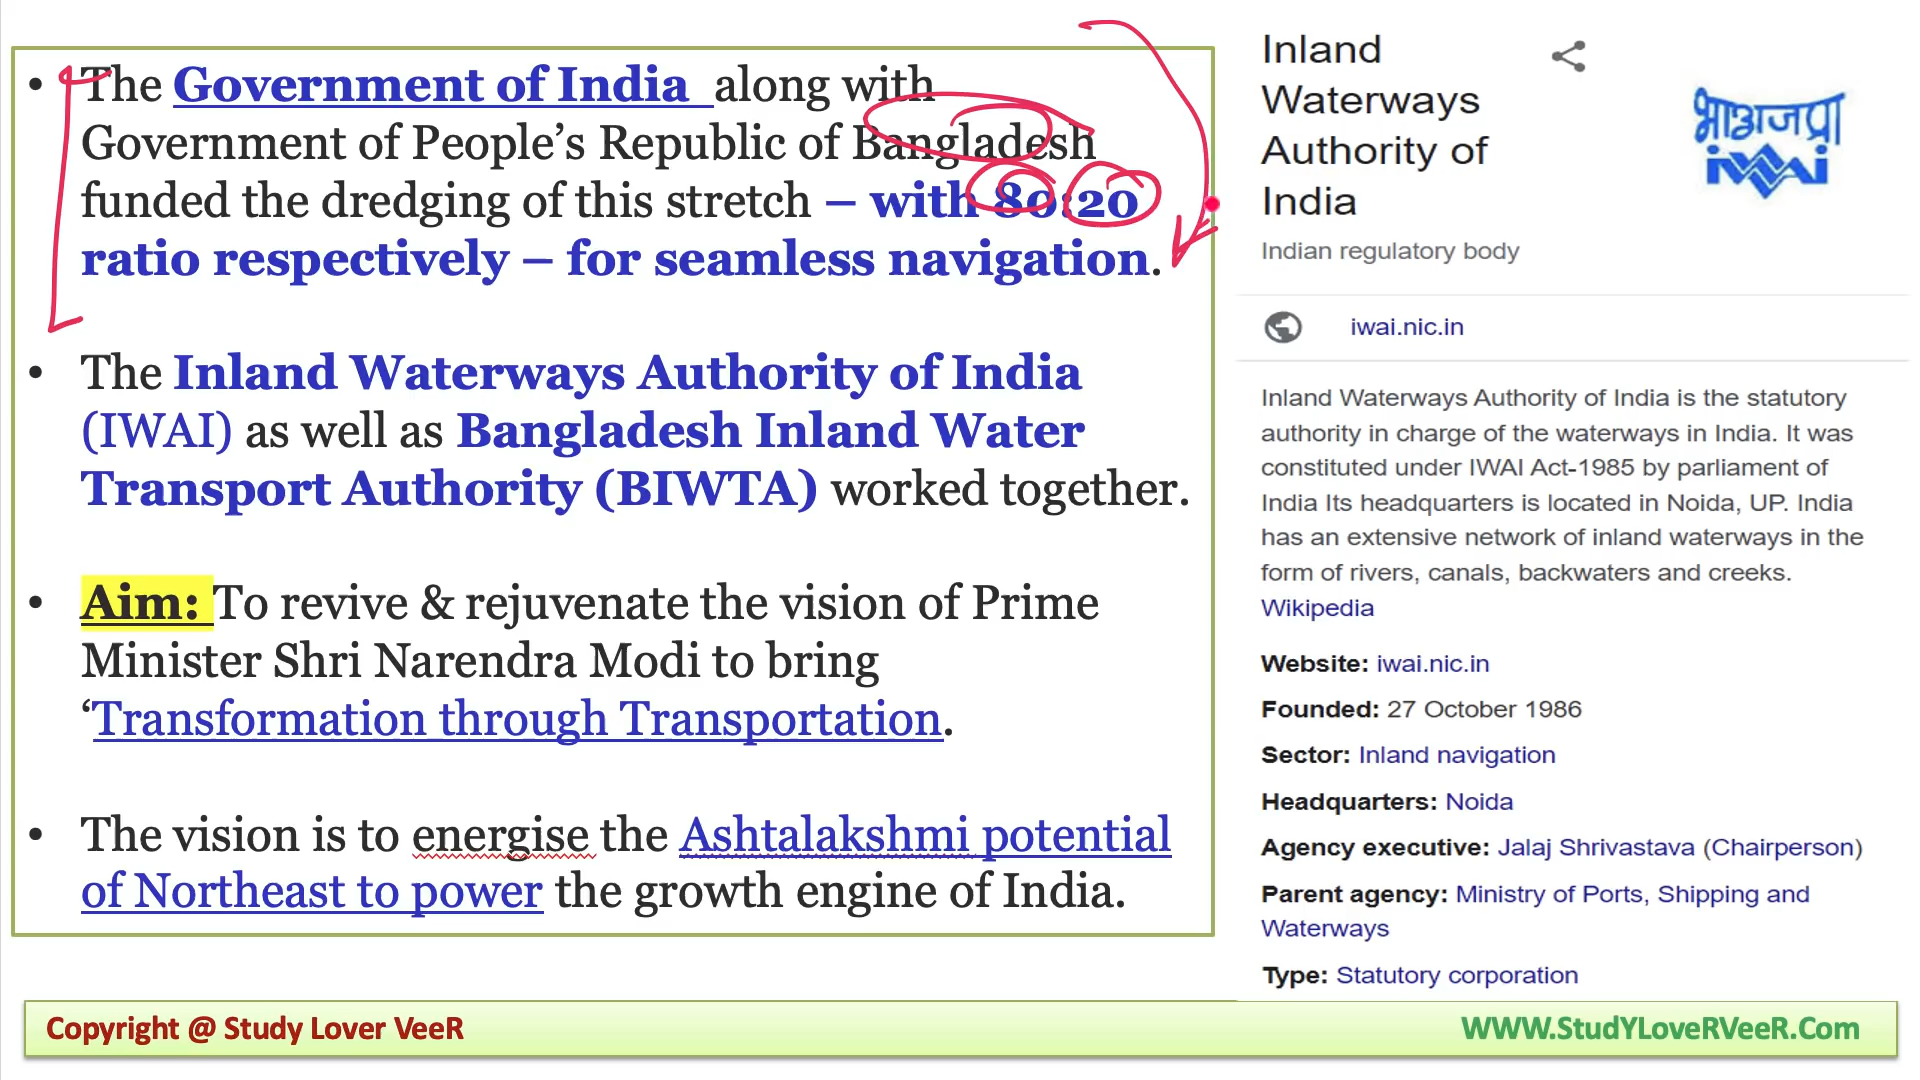 • The Government of India along with
Government of People’s Republic of Bangladesh
funded the dredging of this stretch – with 80:20
ratio respectively – for seamless navigation.
• The Inland Waterways Authority of India
(IWAI) as well as Bangladesh Inland Water
Transport Authority (BIWTA) worked together.
• Aim: To revive & rejuvenate the vision of Prime
Minister Shri Narendra Modi to bring
‘Transformation through Transportation.
• The vision is to energise the Ashtalakshmi potential
of Northeast to power the growth engine of India.
Inland
Waterways
Authority of
India
Indian regulatory body
भाअजप्रा
IWAI
iwai.nic.in
Inland Waterways Authority of India is the statutory
authority in charge of the waterways in India. It was
constituted under IWAI Act-1985 by parliament of
India Its headquarters is located in Noida, UP. India
has an extensive network of inland waterways in the
form of rivers, canals, backwaters and creeks.
Wikipedia
Website: iwai.nic.in
Founded: 27 October 1986
Sector: Inland navigation
Headquarters: Noida
Agency executive: Jalaj Shrivastava (Chairperson)
Parent agency: Ministry of Ports, Shipping and
Waterways
Type: Statutory corporation
Copyright @ Study Lover VeeR
WWW.StudYLoveRVeeR.Com